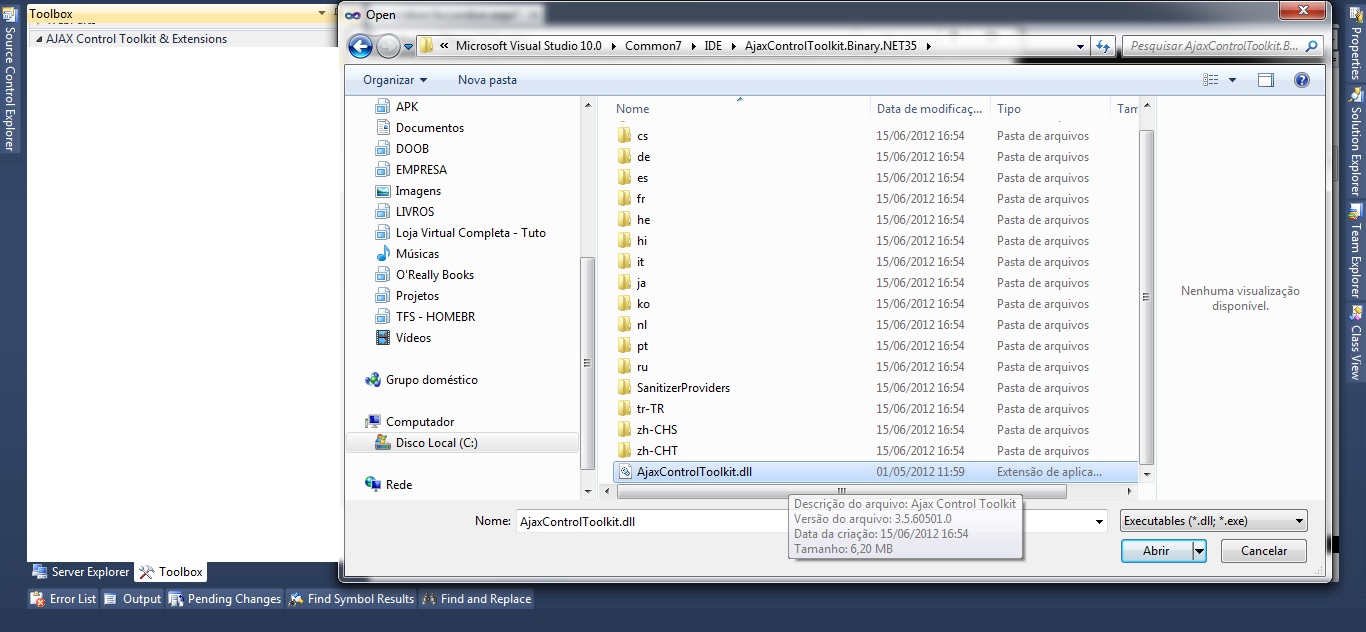 Toolbox
AJAX Control Toolkit & Extensions
Source Control Explorer
Open
« Microsoft Visual Studio 10.0 Common7 IDE AjaxControlToolkit.Binary.NET35
Pesquisar AjaxControlToolkit.B...
Organizar Nova pasta
APK
Documentos
DOOB
EMPRESA
Imagens
LIVROS
Loja Virtual Completa - Tuto
Músicas
O'Really Books
Projetos
TFS - HOMEBR
Vídeos
Grupo doméstico
Computador
Disco Local (C:)
Rede
Nome Data de modificaç... Tipo Tam
cs 15/06/2012 16:54 Pasta de arquivos
de 15/06/2012 16:54 Pasta de arquivos
es 15/06/2012 16:54 Pasta de arquivos
fr 15/06/2012 16:54 Pasta de arquivos
he 15/06/2012 16:54 Pasta de arquivos
hi 15/06/2012 16:54 Pasta de arquivos
it 15/06/2012 16:54 Pasta de arquivos
ja 15/06/2012 16:54 Pasta de arquivos
ko 15/06/2012 16:54 Pasta de arquivos
nl 15/06/2012 16:54 Pasta de arquivos
pt 15/06/2012 16:54 Pasta de arquivos
ru 15/06/2012 16:54 Pasta de arquivos
SanitizerProviders 15/06/2012 16:54 Pasta de arquivos
tr-TR 15/06/2012 16:54 Pasta de arquivos
zh-CHS 15/06/2012 16:54 Pasta de arquivos
zh-CHT 15/06/2012 16:54 Pasta de arquivos
AjaxControlToolkit.dll 01/05/2012 11:59 Extensão de aplica...
Nenhuma visualização
disponível.
Descrição do arquivo: Ajax Control Toolkit
Versão do arquivo: 3.5.60501.0
Data da criação: 15/06/2012 16:54
Tamanho: 6,20 MB
Nome: AjaxControlToolkit.dll
Executables (*.dll; *.exe)
Abrir Cancelar
Properties
Solution Explorer
Team Explorer
Class View
Server Explorer Toolbox
Error List Output Pending Changes Find Symbol Results Find and Replace